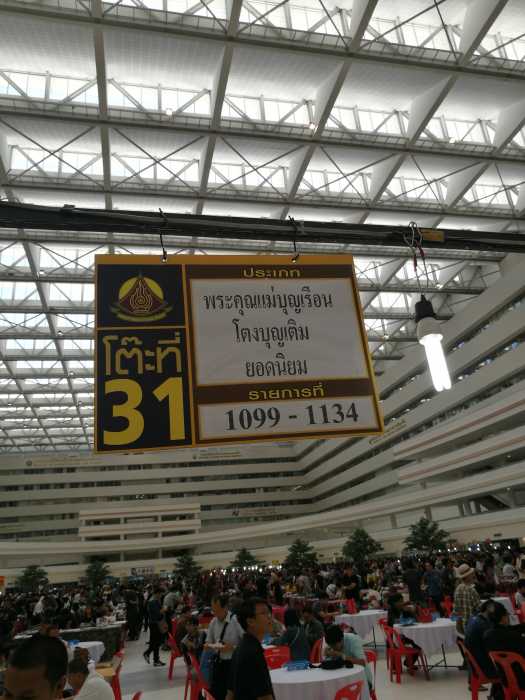 ประเภท
พระคุณแม่บุญเรือน
โตงบุญเติม
ยอดนิยม
โต๊ะที่
31
รายการที่
1099 - 1134